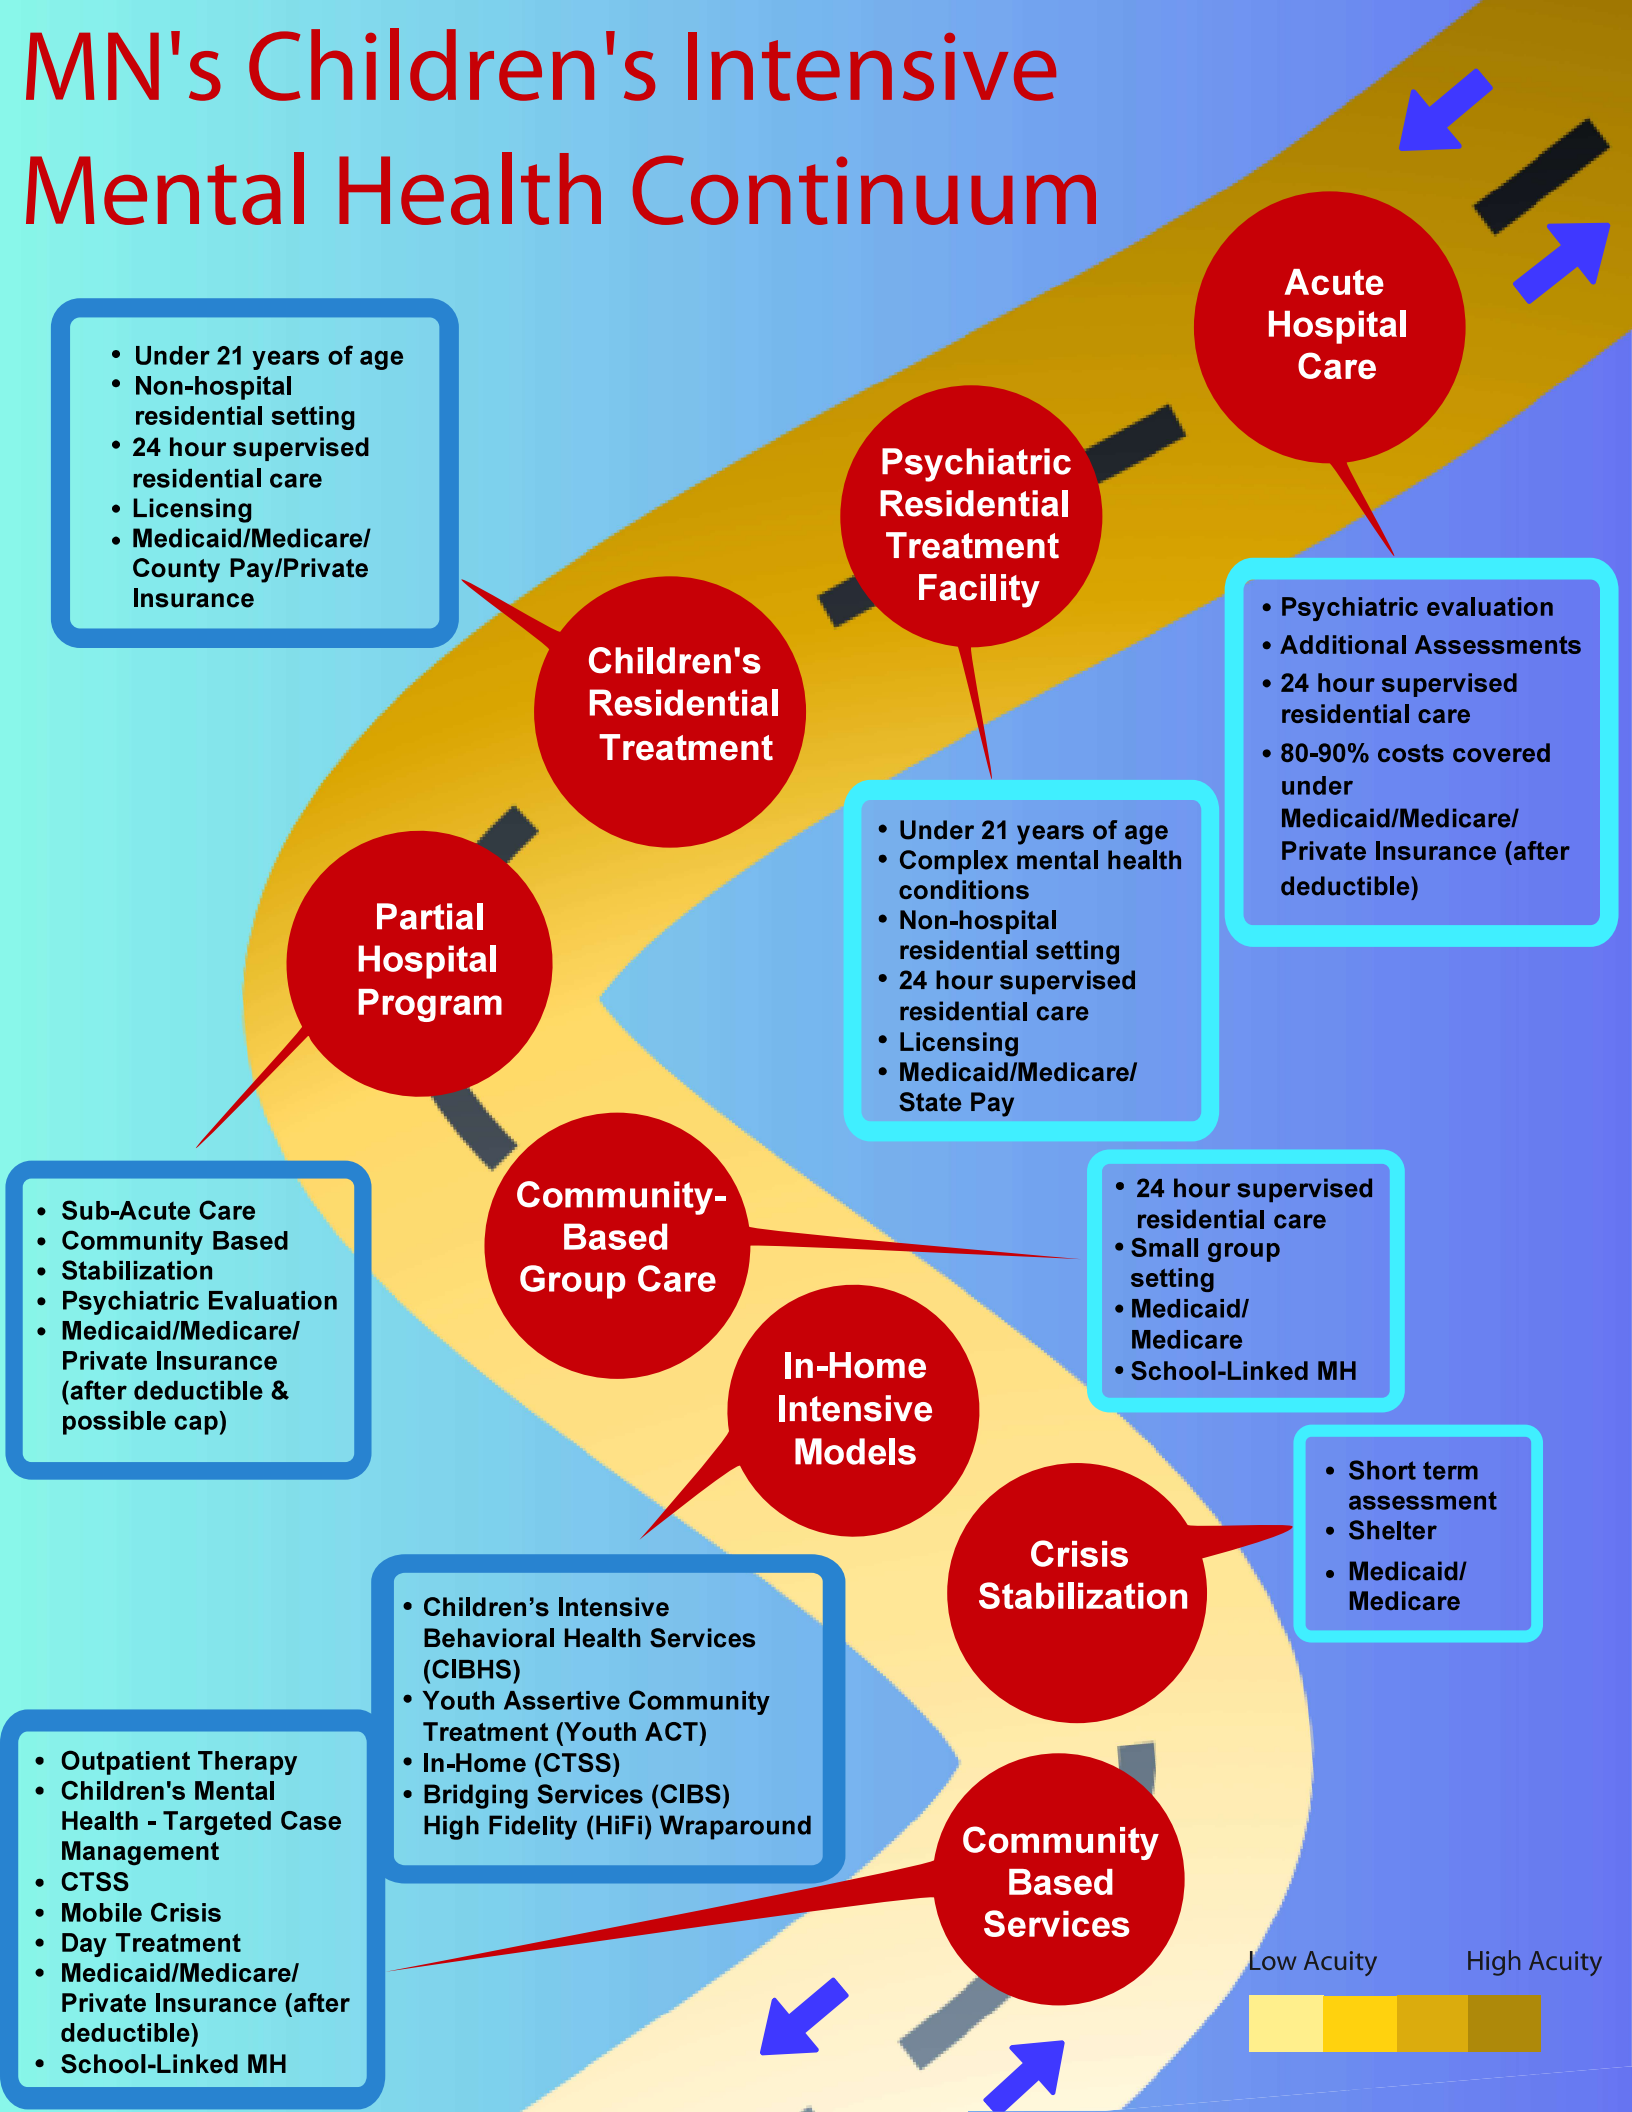 MN's Children's Intensive
Mental Health Continuum
Acute
Hospital
Care
• Psychiatric evaluation
• Additional Assessments
• 24 hour supervised
residential care
• 80-90% costs covered
under
Medicaid/Medicare/
Private Insurance (after
deductible)
Psychiatric
Residential
Treatment
Facility
• Under 21 years of age
• Complex mental health
conditions
• Non-hospital
residential setting
• 24 hour supervised
residential care
• Licensing
• Medicaid/Medicare/
State Pay
• Under 21 years of age
• Non-hospital
residential setting
• 24 hour supervised
residential care
• Licensing
• Medicaid/Medicare/
County Pay/Private
Insurance
Children's
Residential
Treatment
Partial
Hospital
Program
• Sub-Acute Care
• Community Based
• Stabilization
• Psychiatric Evaluation
• Medicaid/Medicare/
Private Insurance
(after deductible &
possible cap)
Community-
Based
Group Care
• 24 hour supervised
residential care
• Small group
setting
• Medicaid/
Medicare
• School-Linked MH
In-Home
Intensive
Models
• Children’s Intensive
Behavioral Health Services
(CIBHS)
• Youth Assertive Community
Treatment (Youth ACT)
• In-Home (CTSS)
• Bridging Services (CIBS)
High Fidelity (HiFi) Wraparound
Crisis
Stabilization
• Short term
assessment
• Shelter
• Medicaid/
Medicare
Community
Based
Services
• Outpatient Therapy
• Children's Mental
Health - Targeted Case
Management
• CTSS
• Mobile Crisis
• Day Treatment
• Medicaid/Medicare/
Private Insurance (after
deductible)
• School-Linked MH
Low Acuity High Acuity